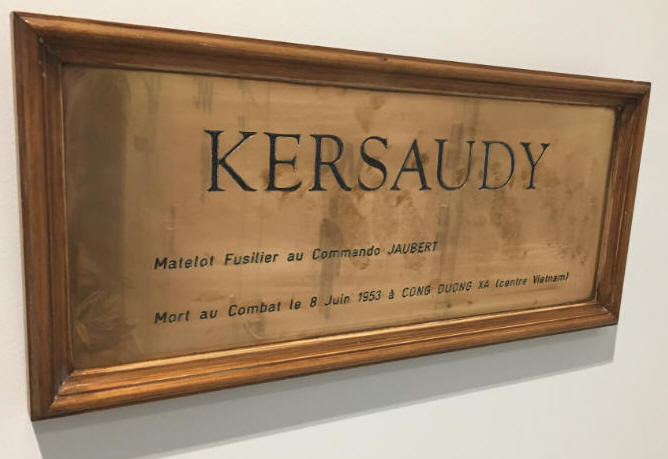 KERSAUDY
Matelot Fusilier au Commando JAUBERT
Mort au Combat le 8 Juin 1953 à CONG DUONG XA (centre Vietnam)